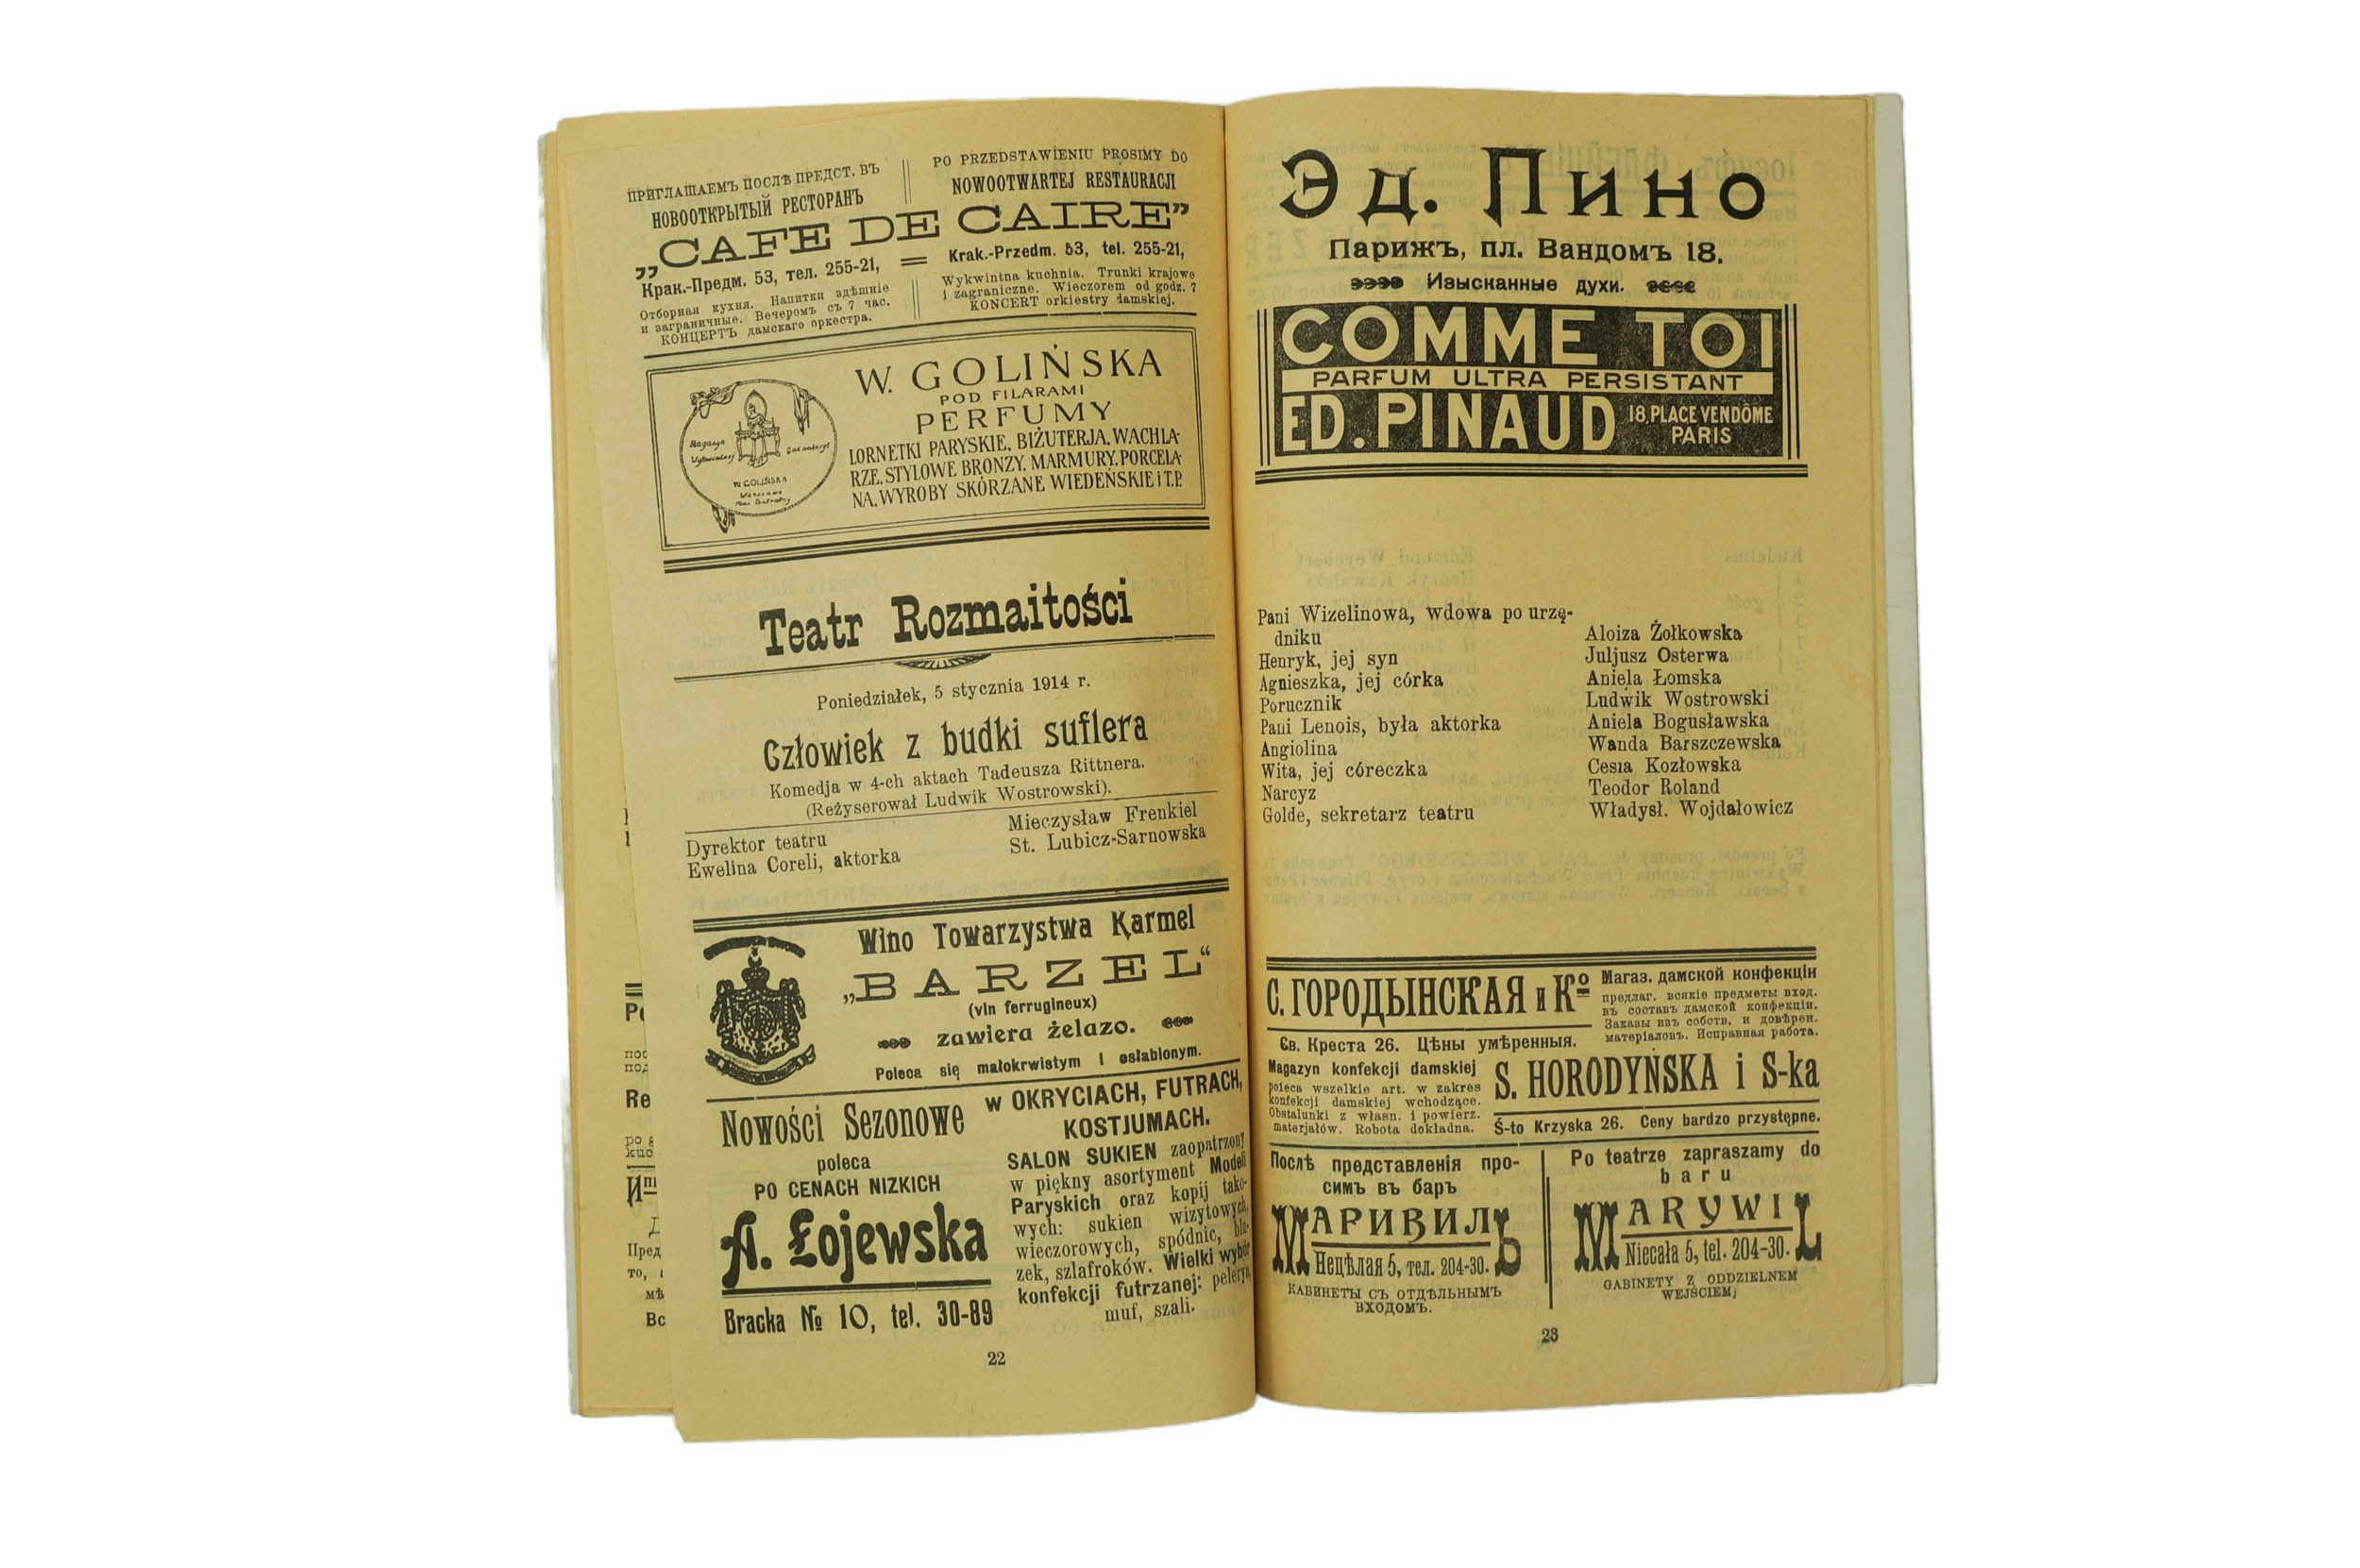 ПРИГЛАШАЕМЪ ПОСЛѢ ПРЕДСТ. ВЪ
НОВООТКРЫТЫЙ РЕСТОРАНЪ
PO PRZEDSTAWIENIU PROSIMY DO
NOWOOTWARTEJ RESTAURACJI
„CAFE DE CAIRE”
Крак.-Предм. 53, тел. 255-21,
Krak.-Przedm. 53, tel. 255-21,
Отборная кухня. Напитки здѣшніе
и заграничные. Вечеромъ съ 7 час.
КОНЦЕРТЪ дамскаго оркестра.
Wykwintna kuchnia. Trunki krajowe
i zagraniczne. Wieczorem od godz. 7
KONCERT orkiestry damskiej.
Magazyn
Galanteryi
W GOLIŃSKA
Warszawa
Plac Teatralny
W. GOLIŃSKA
POD FILARAMI
PERFUMY
LORNETKI PARYSKIE, BIŻUTERJA, WACHLA-
RZE, STYLOWE BRONZY, MARMURY, PORCELA-
NA, WYROBY SKÓRZANE WIEDEŃSKIE i T.P.
Teatr Rozmaitości
Poniedziałek, 5 stycznia 1914 r.
Człowiek z budki suflera
Komedja w 4-ch aktach Tadeusza Rittnera.
(Reżyserował Ludwik Wostrowski).
Dyrektor teatru Mieczysław Frenkiel
Ewelina Coreli, aktorka St. Lubicz-Sarnowska
Wino Towarzystwa Karmel
„BARZEL“
(vin ferrugineux)
zawiera żelazo.
Poleca się małokrwistym i osłabionym.
Nowości Sezonowe
poleca
PO CENACH NIZKICH
A. Łojewska
Bracka № 10, tel. 30-89
w OKRYCIACH, FUTRACH,
KOSTJUMACH.
SALON SUKIEN zaopatrzony
w piękny asortyment Modeli
Paryskich oraz kopij tako-
wych: sukien wizytowych,
wieczorowych, spódnic, blu-
zek, szlafroków. Wielki wybór
konfekcji futrzanej: peleryn,
muf, szali.
22
Эд. Пино
Парижъ, пл. Вандомъ 18.
Изысканные духи.
COMME TOI
PARFUM ULTRA PERSISTANT
ED. PINAUD 18, PLACE VENDÔME
PARIS
Pani Wizelinowa, wdowa po urzę-
dniku Aloiza Żołkowska
Henryk, jej syn Juljusz Osterwa
Agnieszka, jej córka Aniela Łomska
Porucznik Ludwik Wostrowski
Pani Lenois, była aktorka Aniela Bogusławska
Angiolina Wanda Barszczewska
Wita, jej córeczka Cesia Kozłowska
Narcyz Teodor Roland
Golde, sekretarz teatru Władysł. Wojdałowicz
С. ГОРОДЫНСКАЯ и Кº
Магаз. дамской конфекціи
предлаг. всякіе предметы вход.
въ составъ дамской конфекціи.
Заказы изъ собств. и довѣрен.
матеріаловъ. Исправная работа.
Св. Креста 26. Цѣны умѣренныя.
Magazyn konfekcji damskiej
poleca wszelkie art. w zakres
konfekcji damskiej wchodzące.
Obstalunki z własn. i powierz.
materjałów. Robota dokładna.
S. HORODYŃSKA i S-ka
Ś-to Krzyska 26. Ceny bardzo przystępne.
Послѣ представленія про-
симъ въ баръ
МАРИВИЛЬ
Нецѣлая 5, тел. 204-30.
КАБИНЕТЫ СЪ ОТДѢЛЬНЫМЪ
ВХОДОМЪ.
Po teatrze zapraszamy do
baru
MARYWIL
Niecała 5, tel. 204-30.
GABINETY Z ODDZIELNEM
WEJŚCIEM
23